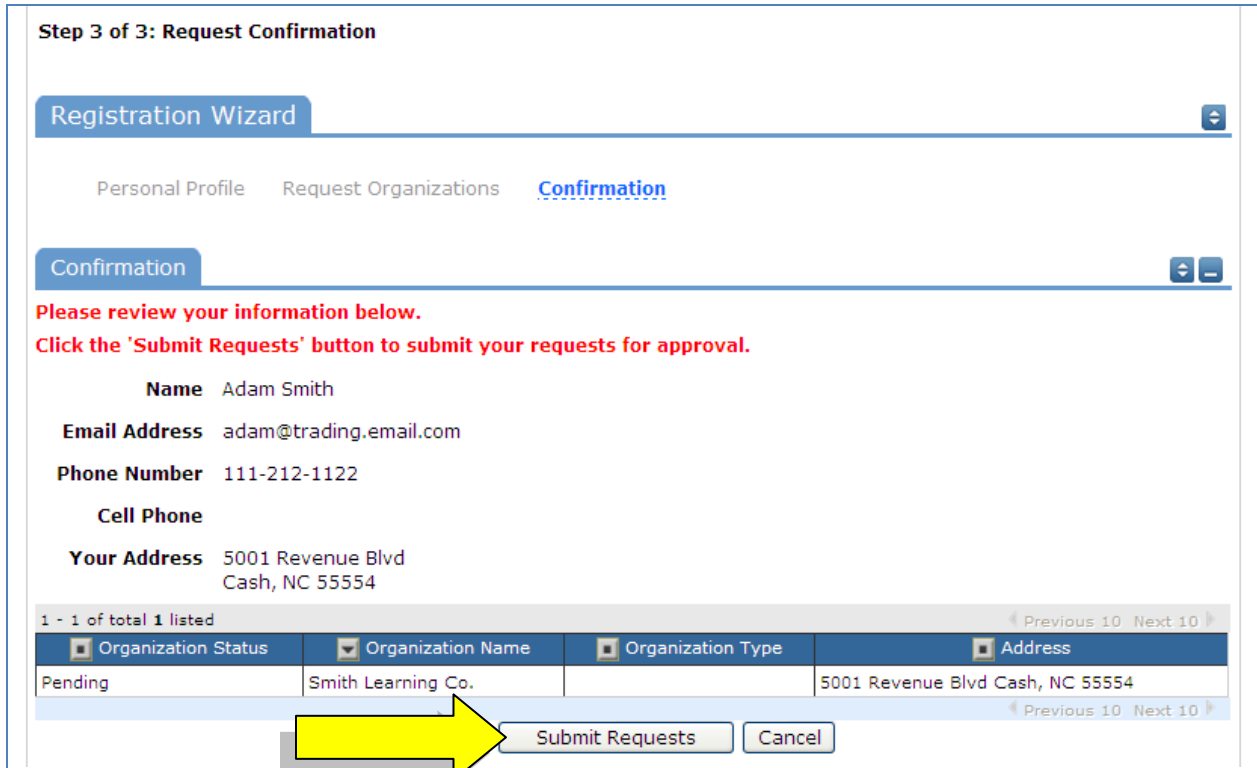 Step 3 of 3: Request Confirmation
Registration Wizard
Personal Profile Request Organizations Confirmation
Confirmation
Please review your information below.
Click the 'Submit Requests' button to submit your requests for approval.
Name Adam Smith
Email Address adam@trading.email.com
Phone Number 111-212-1122
Cell Phone
Your Address 5001 Revenue Blvd
Cash, NC 55554
1 - 1 of total 1 listed Previous 10 Next 10
Organization Status Organization Name Organization Type Address
Pending Smith Learning Co. 5001 Revenue Blvd Cash, NC 55554
Previous 10 Next 10
Submit Requests Cancel